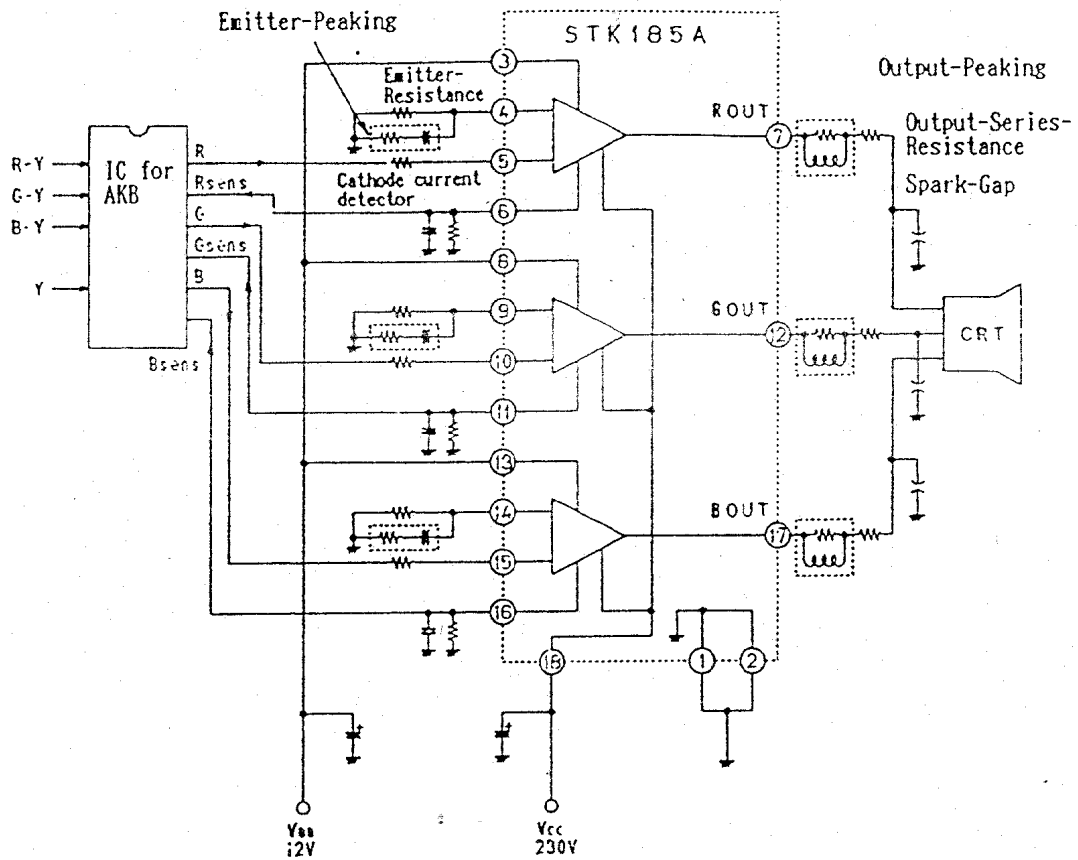 Emitter-Peaking
STK185A
Output-Peaking
Output-Series-
Resistance
Spark-Gap
Emitter-
Resistance
Cathode current
detector
IC for
AKB
R-Y
G-Y
B-Y
Y
R
Rsens
G
Gsens
B
Bsens
3
4
5
6
ROUT
7
8
9
10
11
GOUT
12
13
14
15
16
BOUT
17
18
1
2
CRT
+
+
12V
Vcc
230V